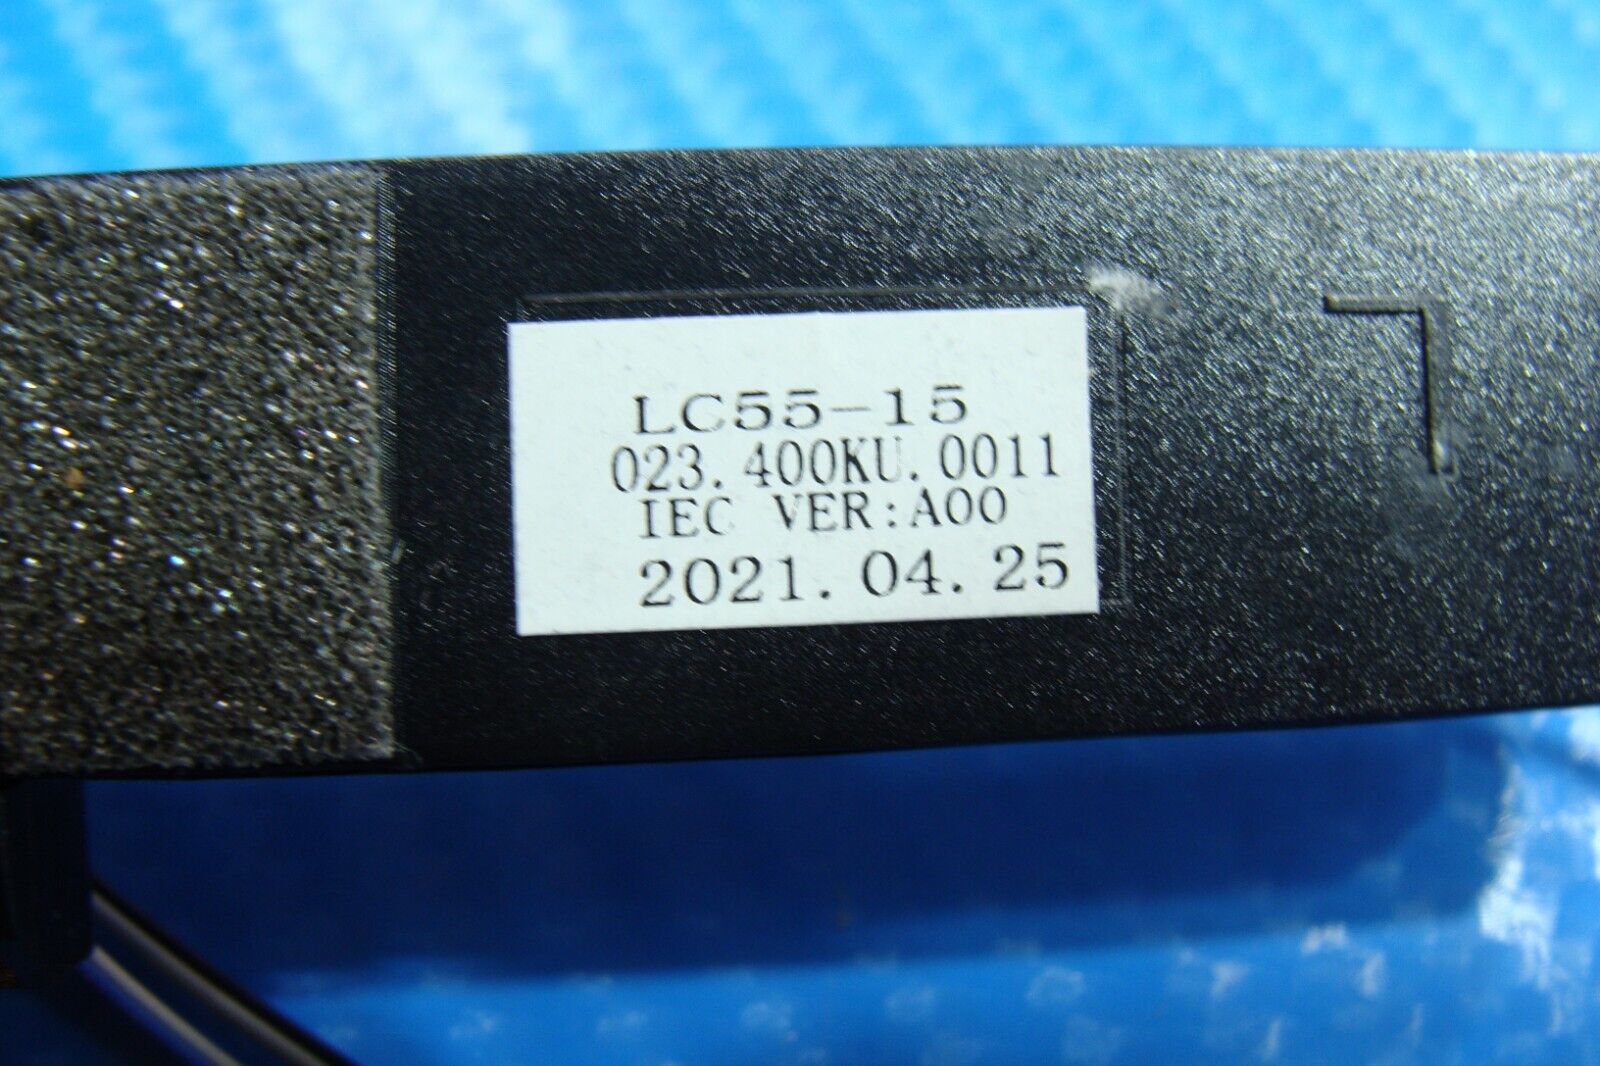 LC55-15
023.400KU.0011
IEC VER:A00
2021.04.25
L